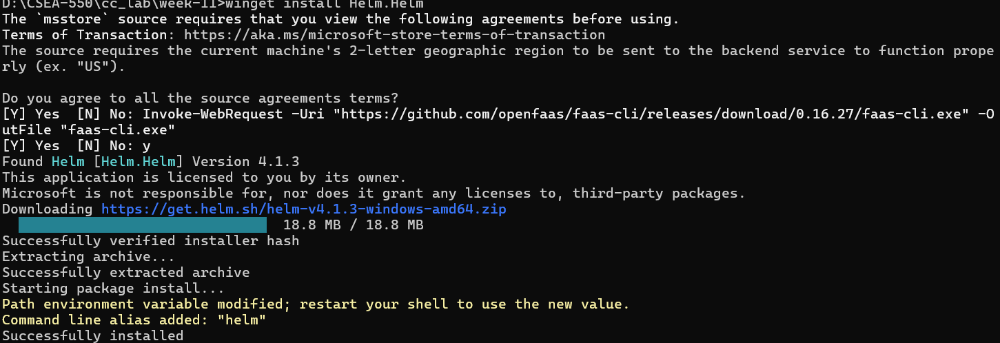 D:\CSEA-550\cc_lab\week-11>winget install Helm.Helm
The `msstore` source requires that you view the following agreements before using.
Terms of Transaction: https://aka.ms/microsoft-store-terms-of-transaction
The source requires the current machine's 2-letter geographic region to be sent to the backend service to function prope
rly (ex. "US").
Do you agree to all the source agreements terms?
[Y] Yes  [N] No: Invoke-WebRequest -Uri "https://github.com/openfaas/faas-cli/releases/download/0.16.27/faas-cli.exe" -O
utFile "faas-cli.exe"
[Y] Yes  [N] No: y
Found Helm [Helm.Helm] Version 4.1.3
This application is licensed to you by its owner.
Microsoft is not responsible for, nor does it grant any licenses to, third-party packages.
Downloading https://get.helm.sh/helm-v4.1.3-windows-amd64.zip
18.8 MB / 18.8 MB
Successfully verified installer hash
Extracting archive...
Successfully extracted archive
Starting package install...
Path environment variable modified; restart your shell to use the new value.
Command line alias added: "helm"
Successfully installed